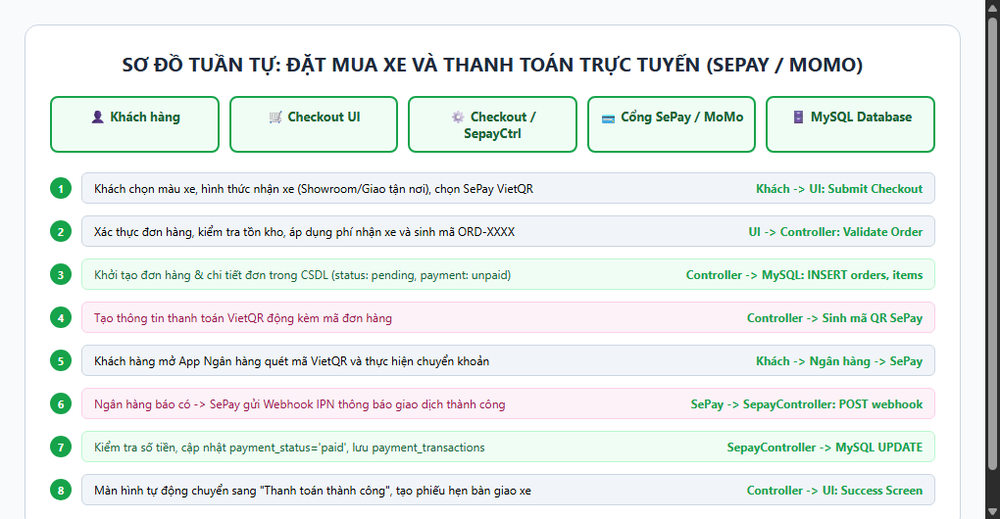 SƠ ĐỒ TUẦN TỰ: ĐẶT MUA XE VÀ THANH TOÁN TRỰC TUYẾN (SEPAY / MOMO)
Khách hàng
Checkout UI
Checkout /
SepayCtrl
Cổng SePay / MoMo
MySQL Database
1 Khách chọn màu xe, hình thức nhận xe (Showroom/Giao tận nơi), chọn SePay VietQR Khách -> UI: Submit Checkout
2 Xác thực đơn hàng, kiểm tra tồn kho, áp dụng phí nhận xe và sinh mã ORD-XXXX UI -> Controller: Validate Order
3 Khởi tạo đơn hàng & chi tiết đơn trong CSDL (status: pending, payment: unpaid) Controller -> MySQL: INSERT orders, items
4 Tạo thông tin thanh toán VietQR động kèm mã đơn hàng Controller -> Sinh mã QR SePay
5 Khách hàng mở App Ngân hàng quét mã VietQR và thực hiện chuyển khoản Khách -> Ngân hàng -> SePay
6 Ngân hàng báo có -> SePay gửi Webhook IPN thông báo giao dịch thành công SePay -> SepayController: POST webhook
7 Kiểm tra số tiền, cập nhật payment_status='paid', lưu payment_transactions SepayController -> MySQL UPDATE
8 Màn hình tự động chuyển sang "Thanh toán thành công", tạo phiếu hẹn bàn giao xe Controller -> UI: Success Screen